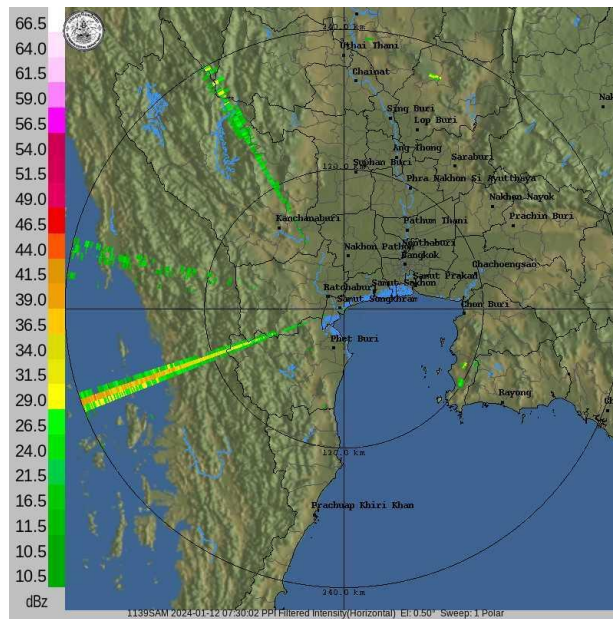 66.5
64.0
61.5
59.0
56.5
54.0
51.5
49.0
46.5
44.0
41.5
39.0
36.5
34.0
31.5
29.0
26.5
24.0
21.5
16.5
11.5
10.5
10.5
dBz
240.0 km
Uthai Thani
Chainat
Nak
Sing Buri
Lop Buri
Ang Thong
120.0 km
Suphan Buri
Saraburi
Phra Nakhon Si Ayutthaya
Nakhon Nayok
Kanchanaburi
Pathum Thani
Prachin Buri
Nonthaburi
Nakhon Pathom
Bangkok
Chachoengsao
Samut Prakan
Ratchaburi
Samut Sakhon
Samut Songkhram
Chon Buri
Phet Buri
Rayong
Ch
120.0 km
Prachuap Khiri Khan
240.0 km
1139SAM 2024-01-12 07:30:02 PPI Filtered Intensity(Horizontal) El: 0.50° Sweep: 1 Polar